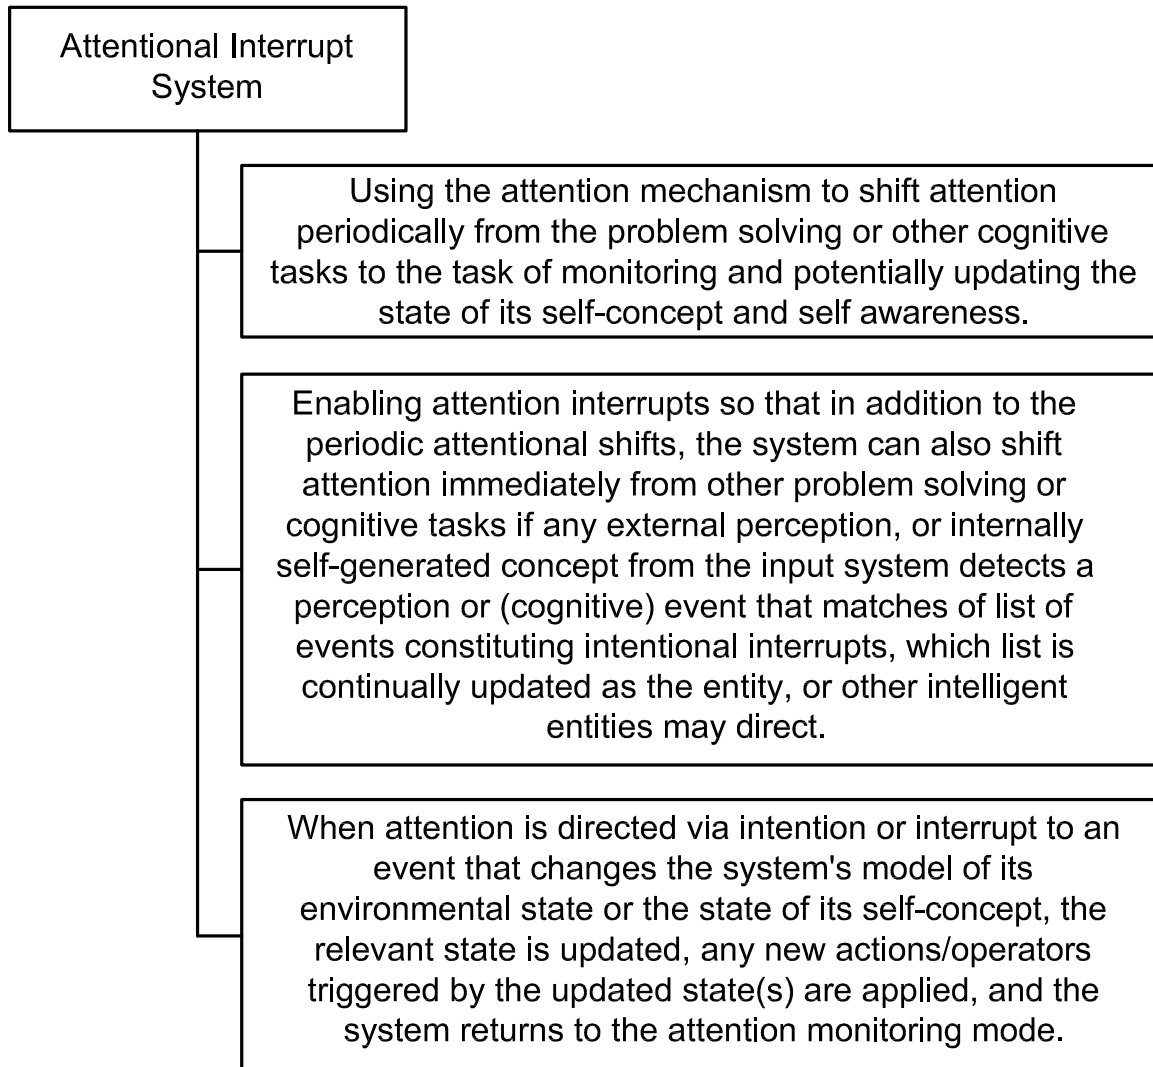 Attentional Interrupt
System
Using the attention mechanism to shift attention
periodically from the problem solving or other cognitive
tasks to the task of monitoring and potentially updating the
state of its self-concept and self awareness.
Enabling attention interrupts so that in addition to the
periodic attentional shifts, the system can also shift
attention immediately from other problem solving or
cognitive tasks if any external perception, or internally
self-generated concept from the input system detects a
perception or (cognitive) event that matches of list of
events constituting intentional interrupts, which list is
continually updated as the entity, or other intelligent
entities may direct.
When attention is directed via intention or interrupt to an
event that changes the system's model of its
environmental state or the state of its self-concept, the
relevant state is updated, any new actions/operators
triggered by the updated state(s) are applied, and the
system returns to the attention monitoring mode.